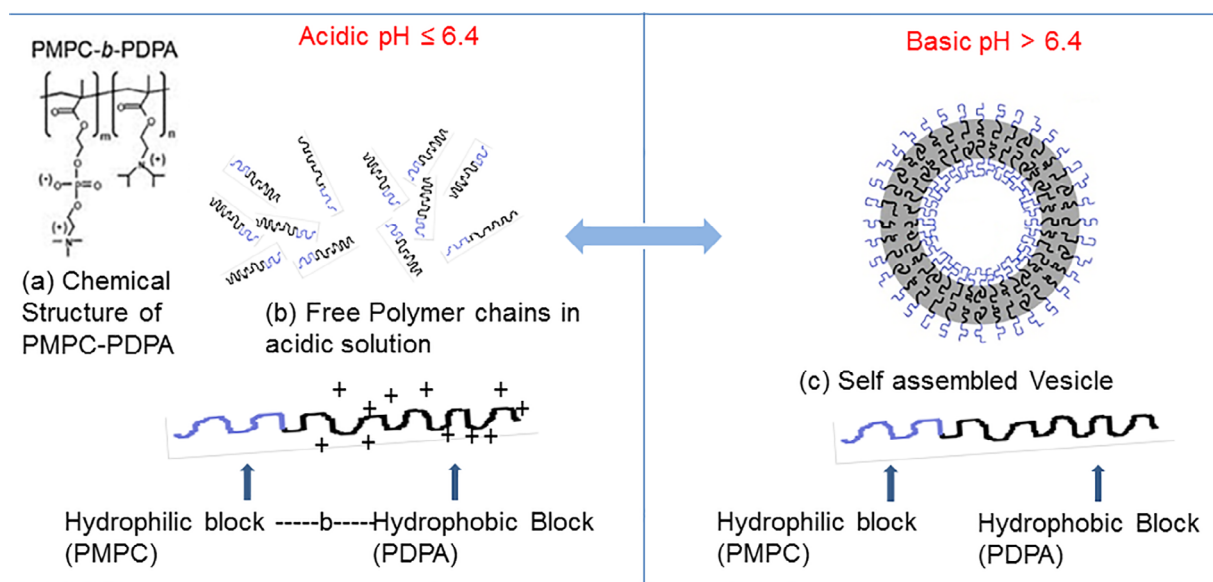 PMPC-b-PDPA
Acidic pH ≤ 6.4
Basic pH > 6.4
O
O
O
O
m
n
(-)
O
P
O
O
O
N
(+)
(+)
N
(a) Chemical
Structure of
PMPC-PDPA
(b) Free Polymer chains in
acidic solution
(c) Self assembled Vesicle
+ + + + + + + + + + +
Hydrophilic block -----b----Hydrophobic Block
(PMPC) (PDPA)
Hydrophilic block Hydrophobic Block
(PMPC) (PDPA)